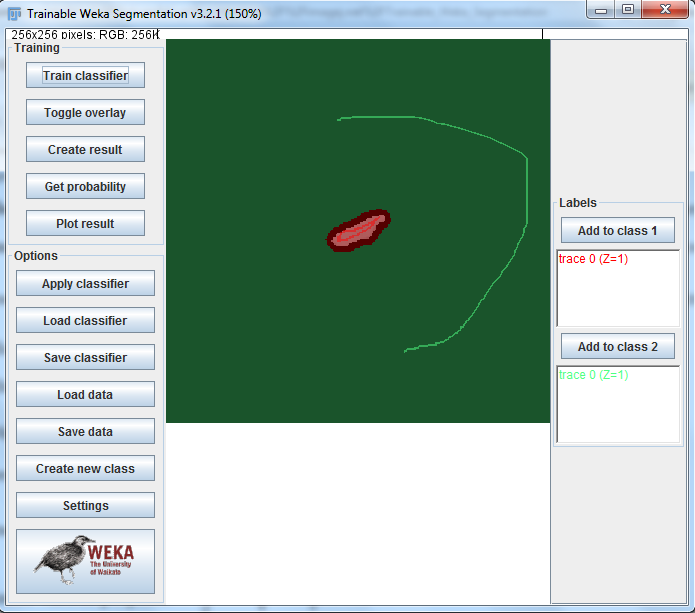 Trainable Weka Segmentation v3.2.1 (150%)
256x256 pixels: RGB: 256K
Training
Train classifier
Toggle overlay
Create result
Get probability
Plot result
Options
Apply classifier
Load classifier
Save classifier
Load data
Save data
Create new class
Settings
WEKA
The University
of Waikato
Labels
Add to class 1
trace 0 (Z=1)
Add to class 2
trace 0 (Z=1)